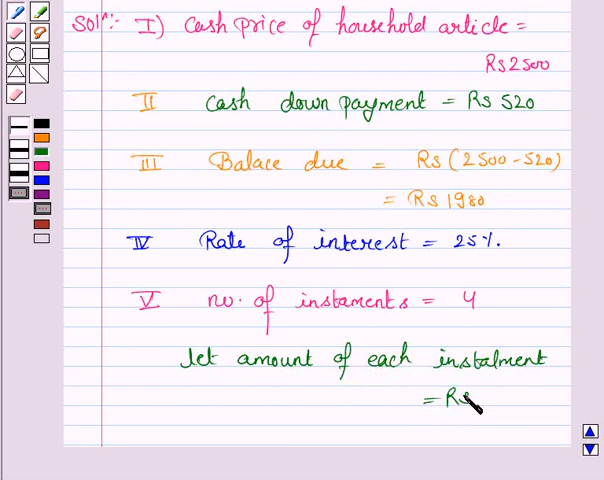 Solⁿ:- I) Cash price of household article =
Rs 2500
II Cash down payment = Rs 520
III Balace due = Rs (2500 - 520)
= Rs 1980
IV Rate of interest = 25%.
V no. of instaments = 4
let amount of each instalment
= Rs